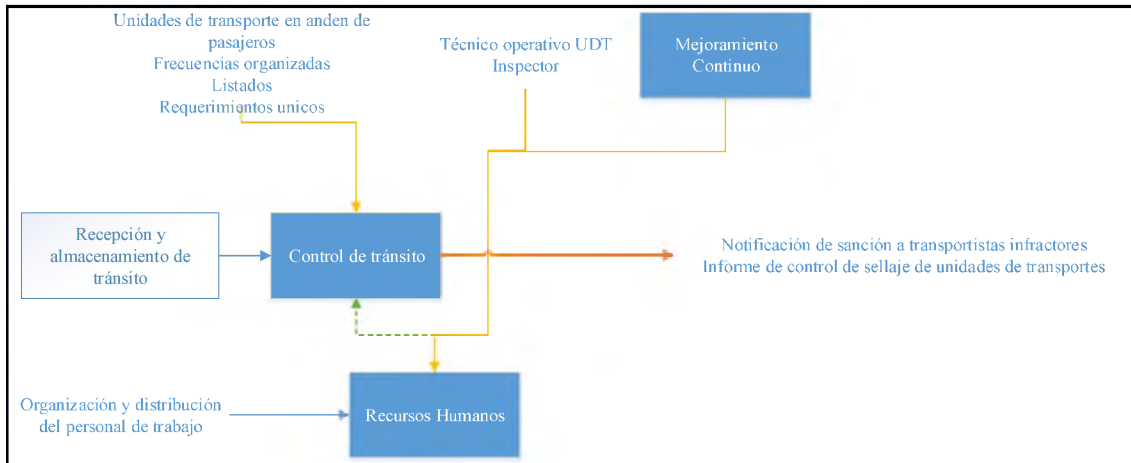 Unidades de transporte en anden de
pasajeros
Frecuencias organizadas
Listados
Requerimientos unicos
Técnico operativo UDT
Inspector
Mejoramiento
Continuo
Recepción y
almacenamiento de
tránsito
Control de tránsito
Notificación de sanción a transportistas infractores
Informe de control de sellaje de unidades de transportes
Organización y distribución
del personal de trabajo
Recursos Humanos